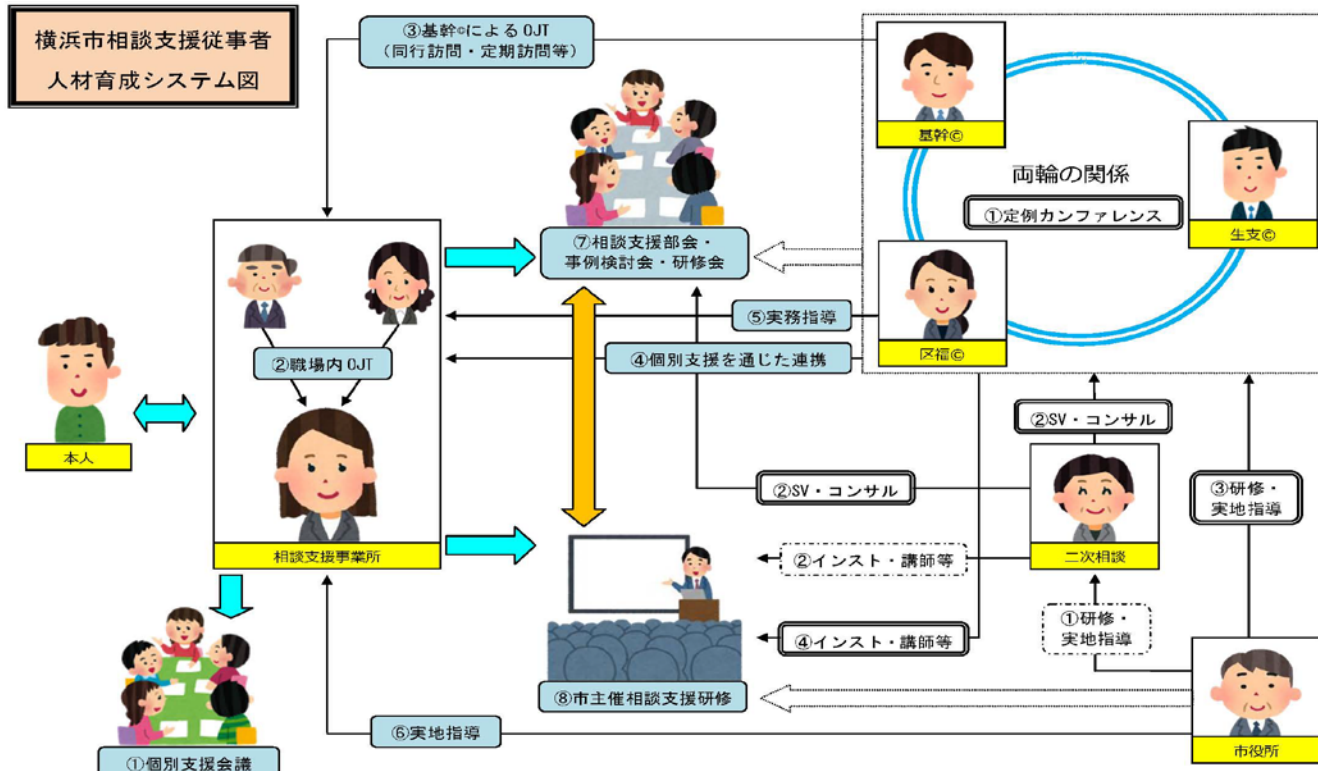 横浜市相談支援従事者
人材育成システム図
③基幹©によるOJT
(同行訪問・定期訪問等)
基幹©
両輪の関係
①定例カンファレンス
生支©
⑦相談支援部会・
事例検討会・研修会
⑤実務指導
区福©
④個別支援を通じた連携
②職場内OJT
本人
相談支援事業所
②SV・コンサル
②SV・コンサル
③研修・
実地指導
二次相談
②インスト・講師等
①研修・
実地指導
④インスト・講師等
⑧市主催相談支援研修
⑥実地指導
市役所
①個別支援会議